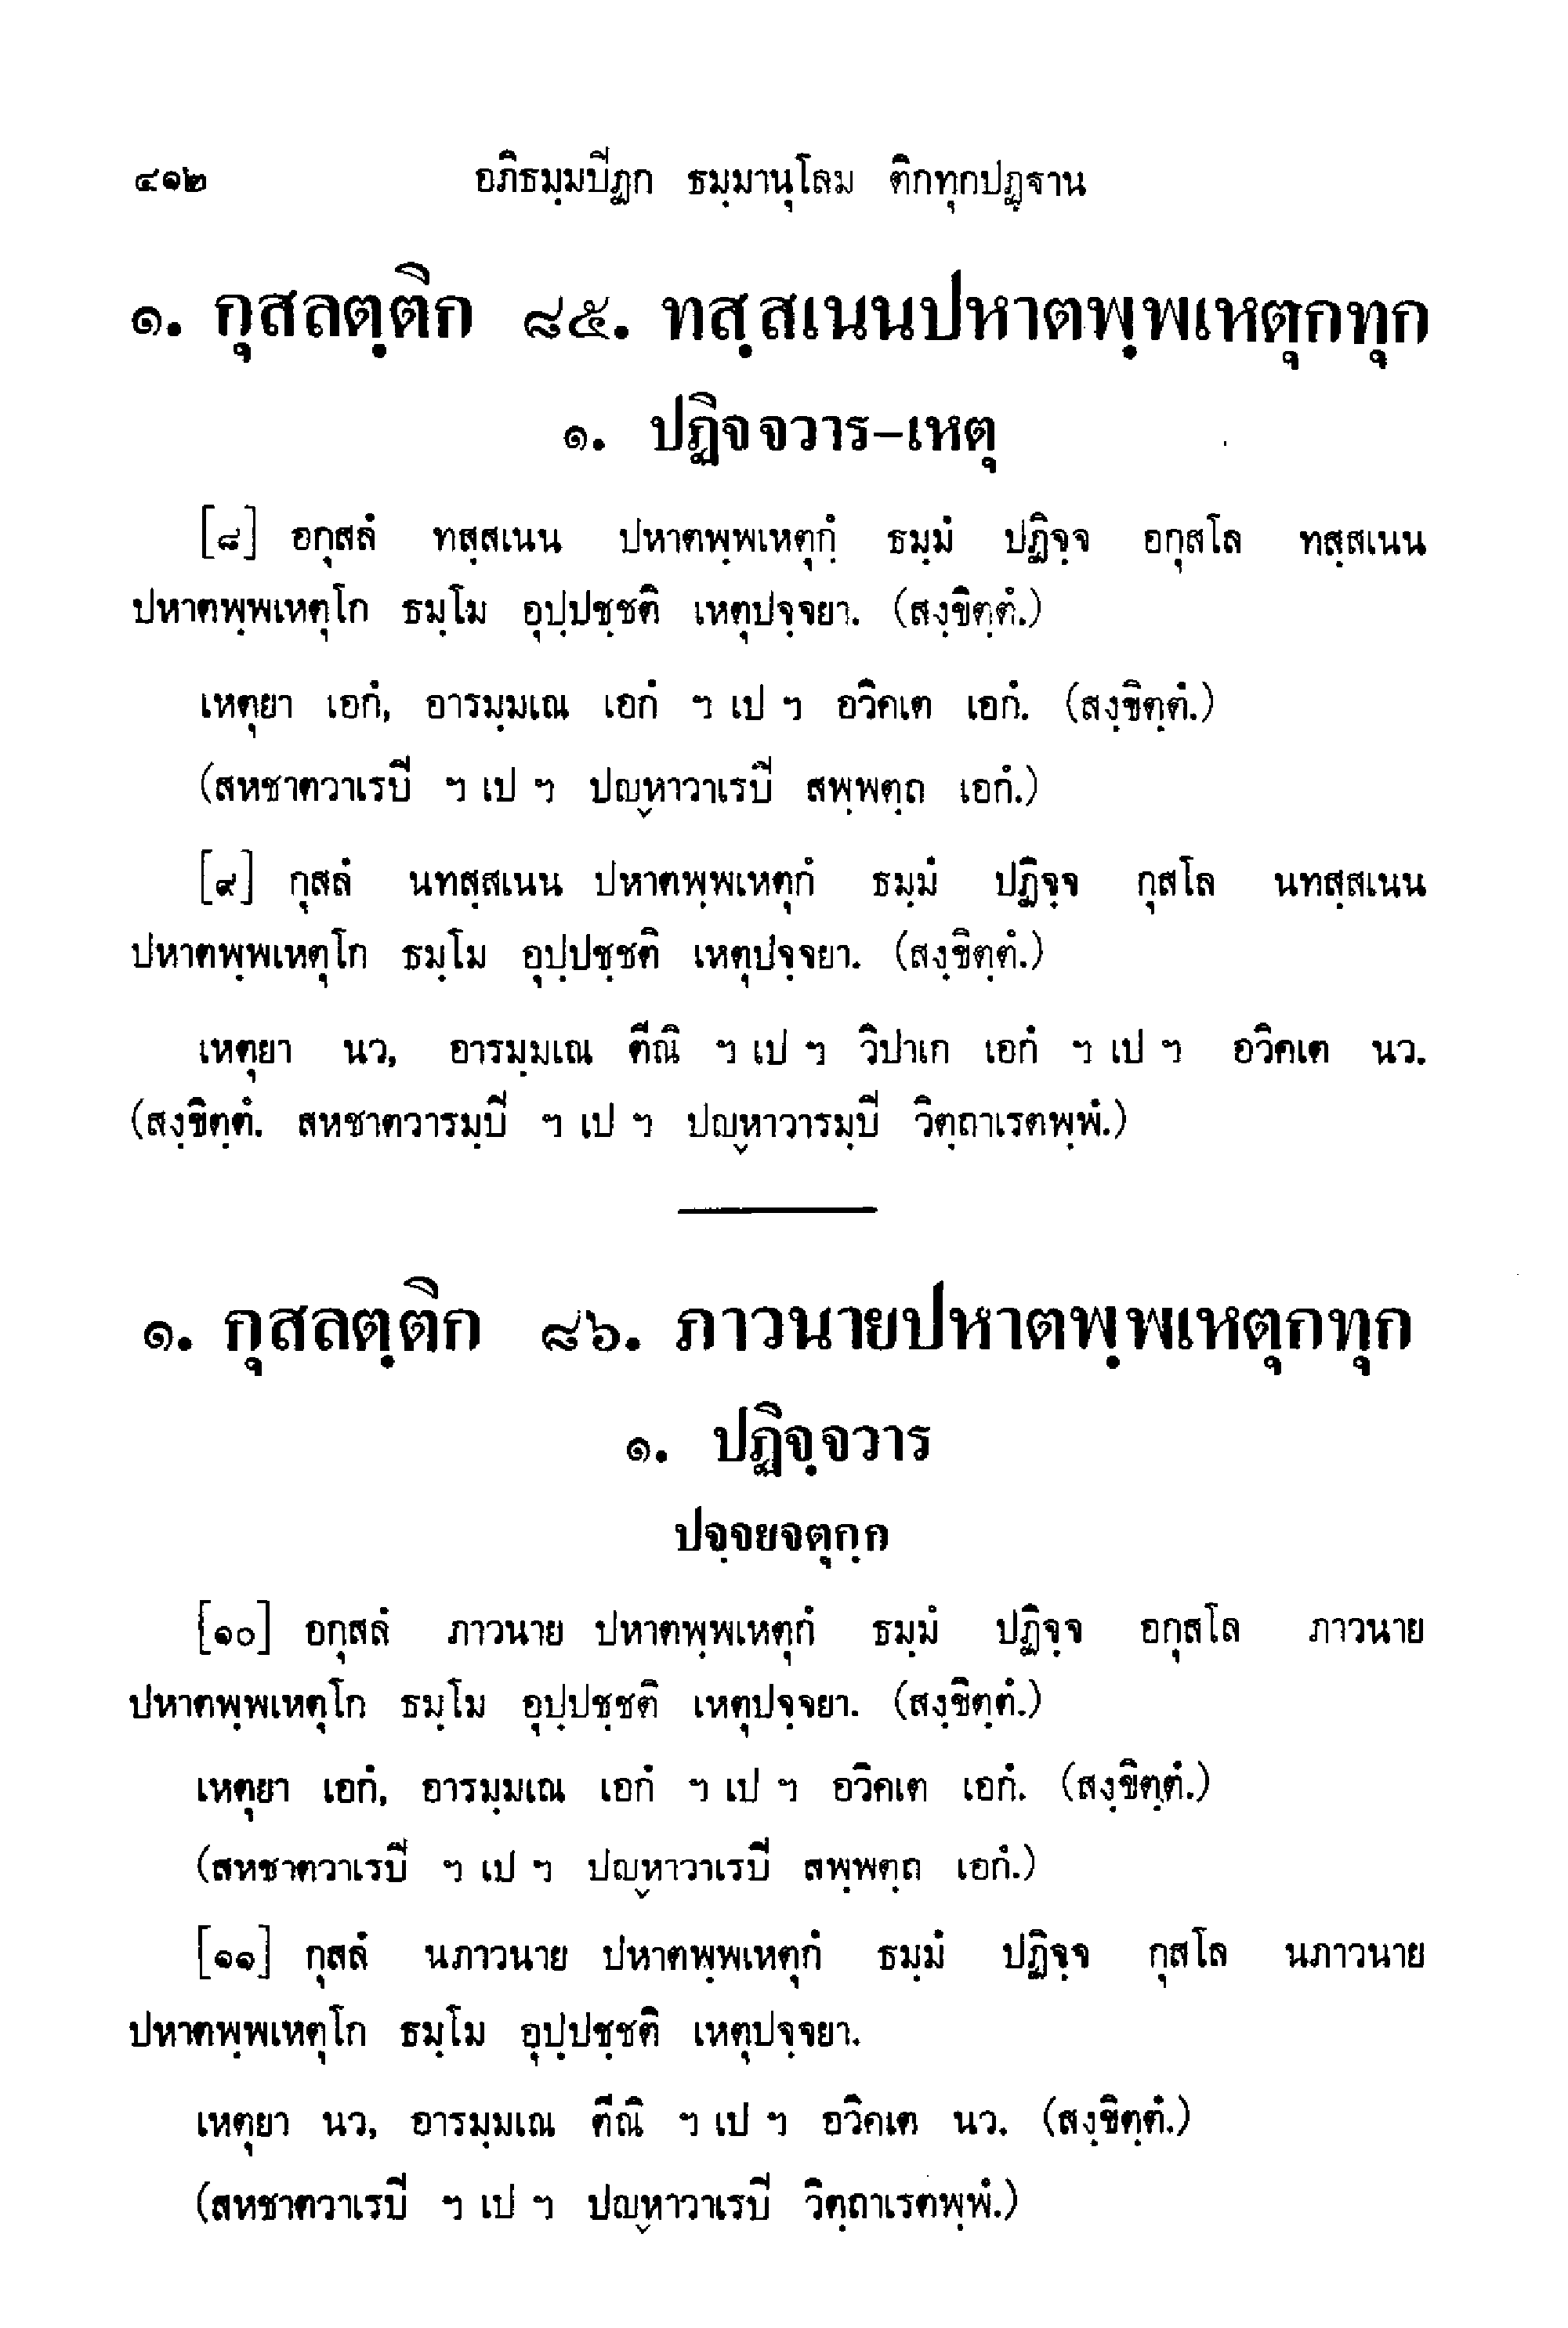 ๔๑๒ อภิธมฺมปีฏก ธมฺมานุโลม ติกทุกปฏฺฐาน
๑. กุสลตฺติก ๘๕. ทสฺสเนนปหาตพฺพเหตุกทุก
๑. ปฏิจจวาร-เหตุ
[๘] อกุสลํ ทสฺสเนน ปหาตพฺพเหตุกํ ธมฺมํ ปฏิจฺจ อกุสโล ทสฺสเนน
ปหาตพฺพเหตุโก ธมฺโม อุปฺปชฺชติ เหตุปจฺจยา. (สงฺขิตฺตํ.)
เหตุยา เอกํ, อารมฺมเณ เอกํ ฯ เป ฯ อวิคเต เอกํ. (สงฺขิตฺตํ.)
(สหชาตวาเรปี ฯ เป ฯ ปญฺหาวาเรปี สพฺพตฺถ เอกํ.)
[๙] กุสลํ นทสฺสเนน ปหาตพฺพเหตุกํ ธมฺมํ ปฏิจฺจ กุสโล นทสฺสเนน
ปหาตพฺพเหตุโก ธมฺโม อุปฺปชฺชติ เหตุปจฺจยา. (สงฺขิตฺตํ.)
เหตุยา นว, อารมฺมเณ ตีณิ ฯ เป ฯ วิปาเก เอกํ ฯ เป ฯ อวิคเต นว.
(สงฺขิตฺตํ. สหชาตวารมฺปี ฯ เป ฯ ปญฺหาวารมฺปี วิตฺถาเรตพฺพํ.)
๑. กุสลตฺติก ๘๖. ภาวนายปหาตพฺพเหตุกทุก
๑. ปฏิจฺจวาร
ปจฺจยจตุกฺก
[๑๐] อกุสลํ ภาวนาย ปหาตพฺพเหตุกํ ธมฺมํ ปฏิจฺจ อกุสโล ภาวนาย
ปหาตพฺพเหตุโก ธมฺโม อุปฺปชฺชติ เหตุปจฺจยา. (สงฺขิตฺตํ.)
เหตุยา เอกํ, อารมฺมเณ เอกํ ฯ เป ฯ อวิคเต เอกํ. (สงฺขิตฺตํ.)
(สหชาตวาเรปี ฯ เป ฯ ปญฺหาวาเรปี สพฺพตฺถ เอกํ.)
[๑๑] กุสลํ นภาวนาย ปหาตพฺพเหตุกํ ธมฺมํ ปฏิจฺจ กุสโล นภาวนาย
ปหาตพฺพเหตุโก ธมฺโม อุปฺปชฺชติ เหตุปจฺจยา.
เหตุยา นว, อารมฺมเณ ตีณิ ฯ เป ฯ อวิคเต นว. (สงฺขิตฺตํ.)
(สหชาตวาเรปี ฯ เป ฯ ปญฺหาวาเรปี วิตฺถาเรตพฺพํ.)